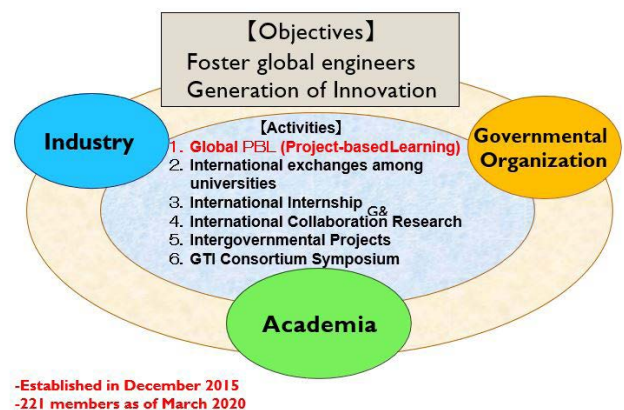 【Objectives】
Foster global engineers
Generation of Innovation
Industry
Governmental
Organization
【Activities】
1. Global PBL (Project-basedLearning)
2. International exchanges among
universities
3. International Internship
G&
4. International Collaboration Research
5. Intergovernmental Projects
6. GTI Consortium Symposium
Academia
-Established in December 2015
-221 members as of March 2020